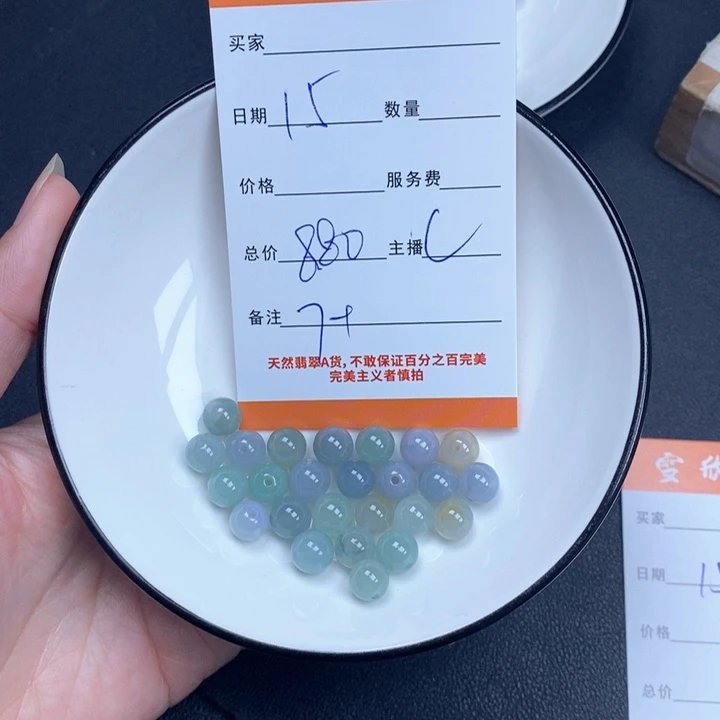 买家
日期 15 数量
价格 服务费
总价 880 主播 C
备注 7+
天然翡翠A货,不敢保证百分之百完美
完美主义者慎拍
雪欣
买家
日期 15
价格
总价